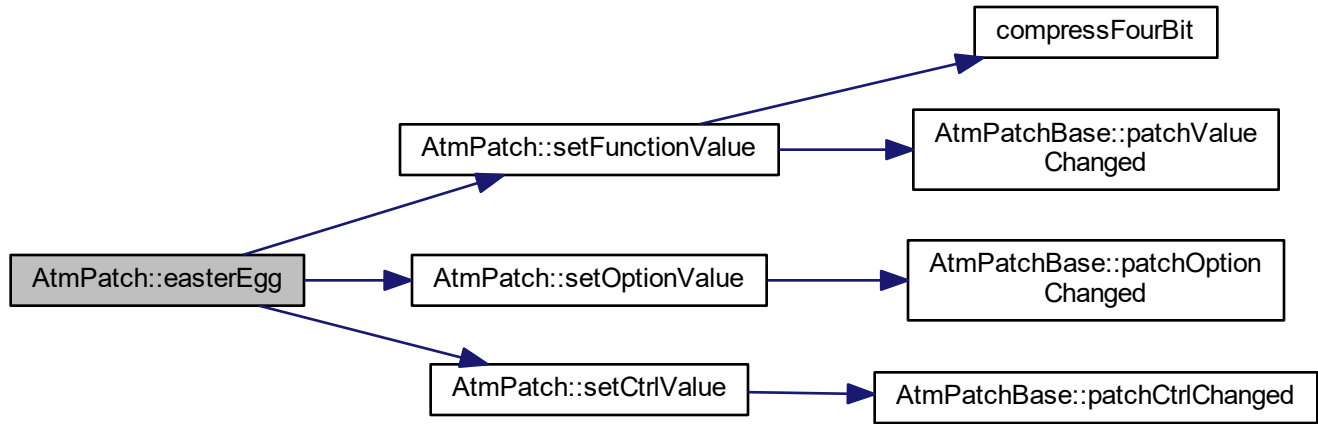 compressFourBit
AtmPatch::setFunctionValue
AtmPatchBase::patchValue
Changed
AtmPatch::easterEgg
AtmPatch::setOptionValue
AtmPatchBase::patchOption
Changed
AtmPatch::setCtrlValue
AtmPatchBase::patchCtrlChanged